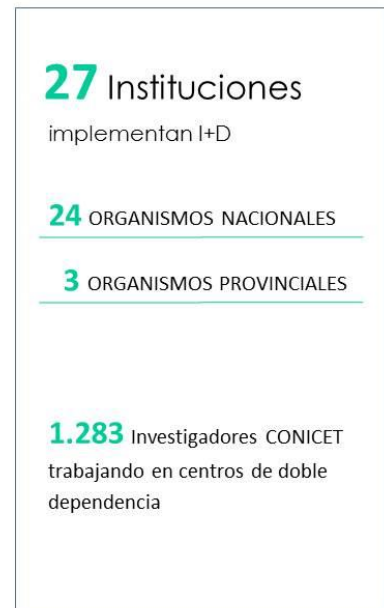 27 Instituciones
implementan I+D
24 ORGANISMOS NACIONALES
3 ORGANISMOS PROVINCIALES
1.283 Investigadores CONICET
trabajando en centros de doble
dependencia